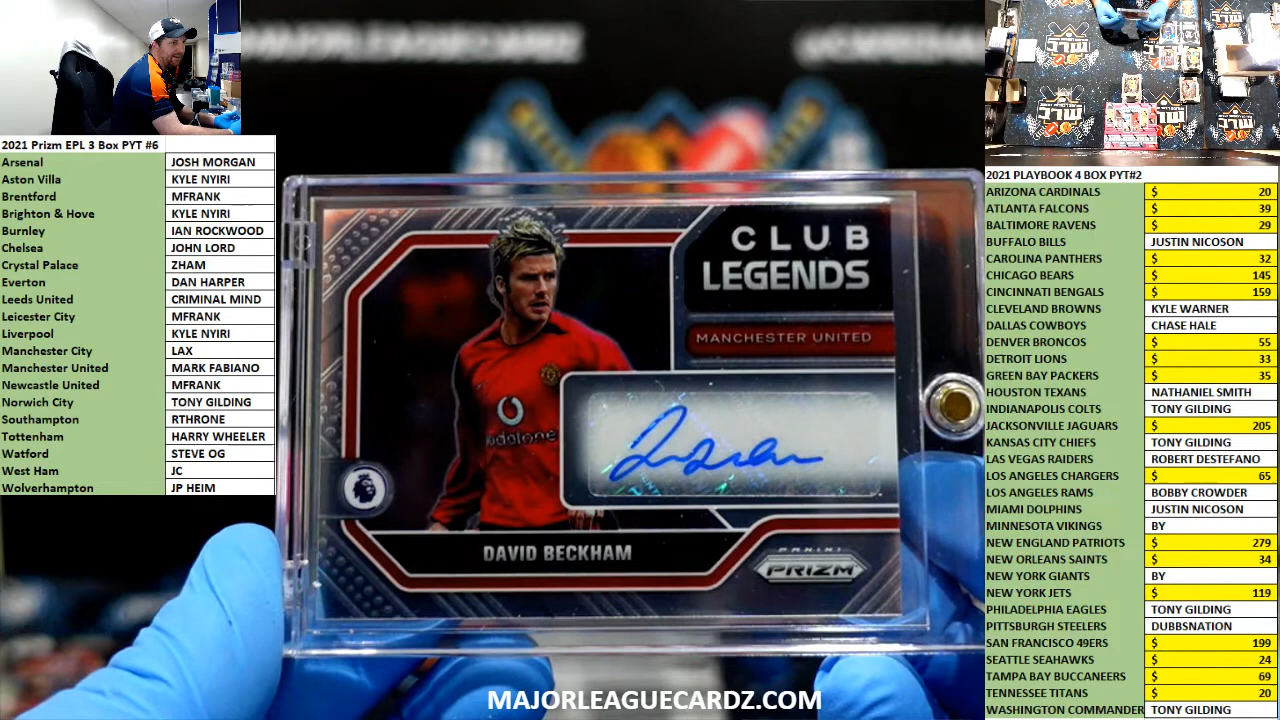 2021 Prizm EPL 3 Box PYT #6
Arsenal JOSH MORGAN
Aston Villa KYLE NYIRI
Brentford MFRANK
Brighton & Hove KYLE NYIRI
Burnley IAN ROCKWOOD
Chelsea JOHN LORD
Crystal Palace ZHAM
Everton DAN HARPER
Leeds United CRIMINAL MIND
Leicester City MFRANK
Liverpool KYLE NYIRI
Manchester City LAX
Manchester United MARK FABIANO
Newcastle United MFRANK
Norwich City TONY GILDING
Southampton RTHRONE
Tottenham HARRY WHEELER
Watford STEVE OG
West Ham JC
Wolverhampton JP HEIM
CLUB
LEGENDS
MANCHESTER UNITED
vodafone
DAVID BECKHAM
PANINI
PRIZM
MAJORLEAGUECARDZ.COM
2021 PLAYBOOK 4 BOX PYT#2
ARIZONA CARDINALS $ 20
ATLANTA FALCONS $ 39
BALTIMORE RAVENS $ 29
BUFFALO BILLS JUSTIN NICOSON
CAROLINA PANTHERS $ 32
CHICAGO BEARS $ 145
CINCINNATI BENGALS $ 159
CLEVELAND BROWNS KYLE WARNER
DALLAS COWBOYS CHASE HALE
DENVER BRONCOS $ 55
DETROIT LIONS $ 33
GREEN BAY PACKERS $ 35
HOUSTON TEXANS NATHANIEL SMITH
INDIANAPOLIS COLTS TONY GILDING
JACKSONVILLE JAGUARS $ 205
KANSAS CITY CHIEFS TONY GILDING
LAS VEGAS RAIDERS ROBERT DESTEFANO
LOS ANGELES CHARGERS $ 65
LOS ANGELES RAMS BOBBY CROWDER
MIAMI DOLPHINS JUSTIN NICOSON
MINNESOTA VIKINGS BY
NEW ENGLAND PATRIOTS $ 279
NEW ORLEANS SAINTS $ 34
NEW YORK GIANTS BY
NEW YORK JETS $ 119
PHILADELPHIA EAGLES TONY GILDING
PITTSBURGH STEELERS DUBBSNATION
SAN FRANCISCO 49ERS $ 199
SEATTLE SEAHAWKS $ 24
TAMPA BAY BUCCANEERS $ 69
TENNESSEE TITANS $ 20
WASHINGTON COMMANDER TONY GILDING